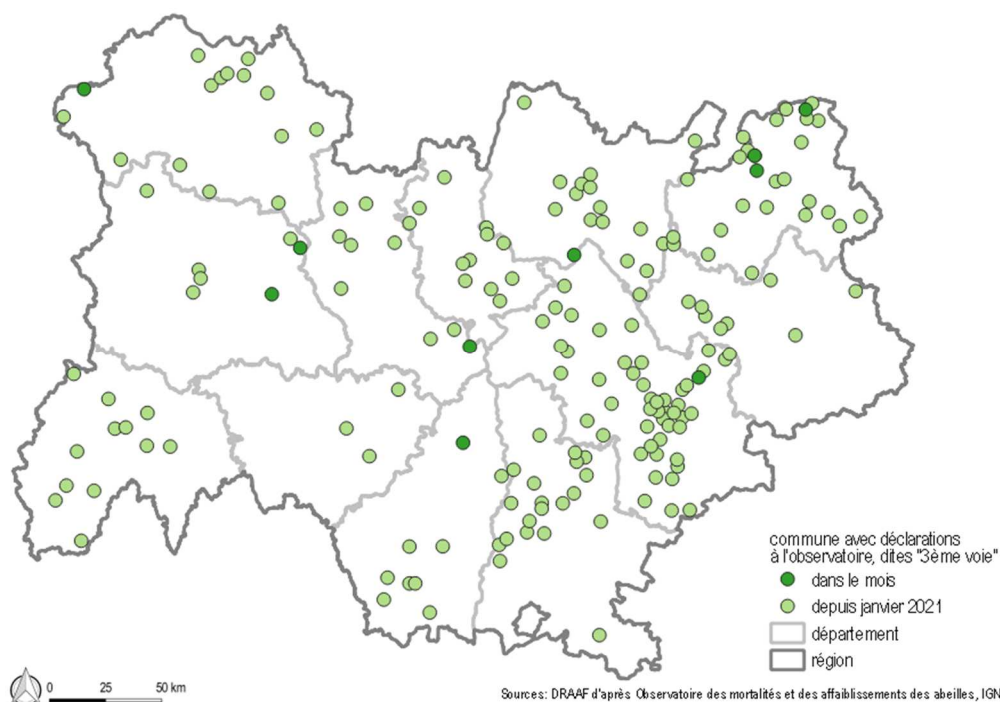 commune avec déclarations
à l'observatoire, dites "3ème voie"
dans le mois
depuis janvier 2021
département
région
0 25 50 km
Sources: DRAAF d'après Observatoire des mortalités et des affaiblissements des abeilles, IGN